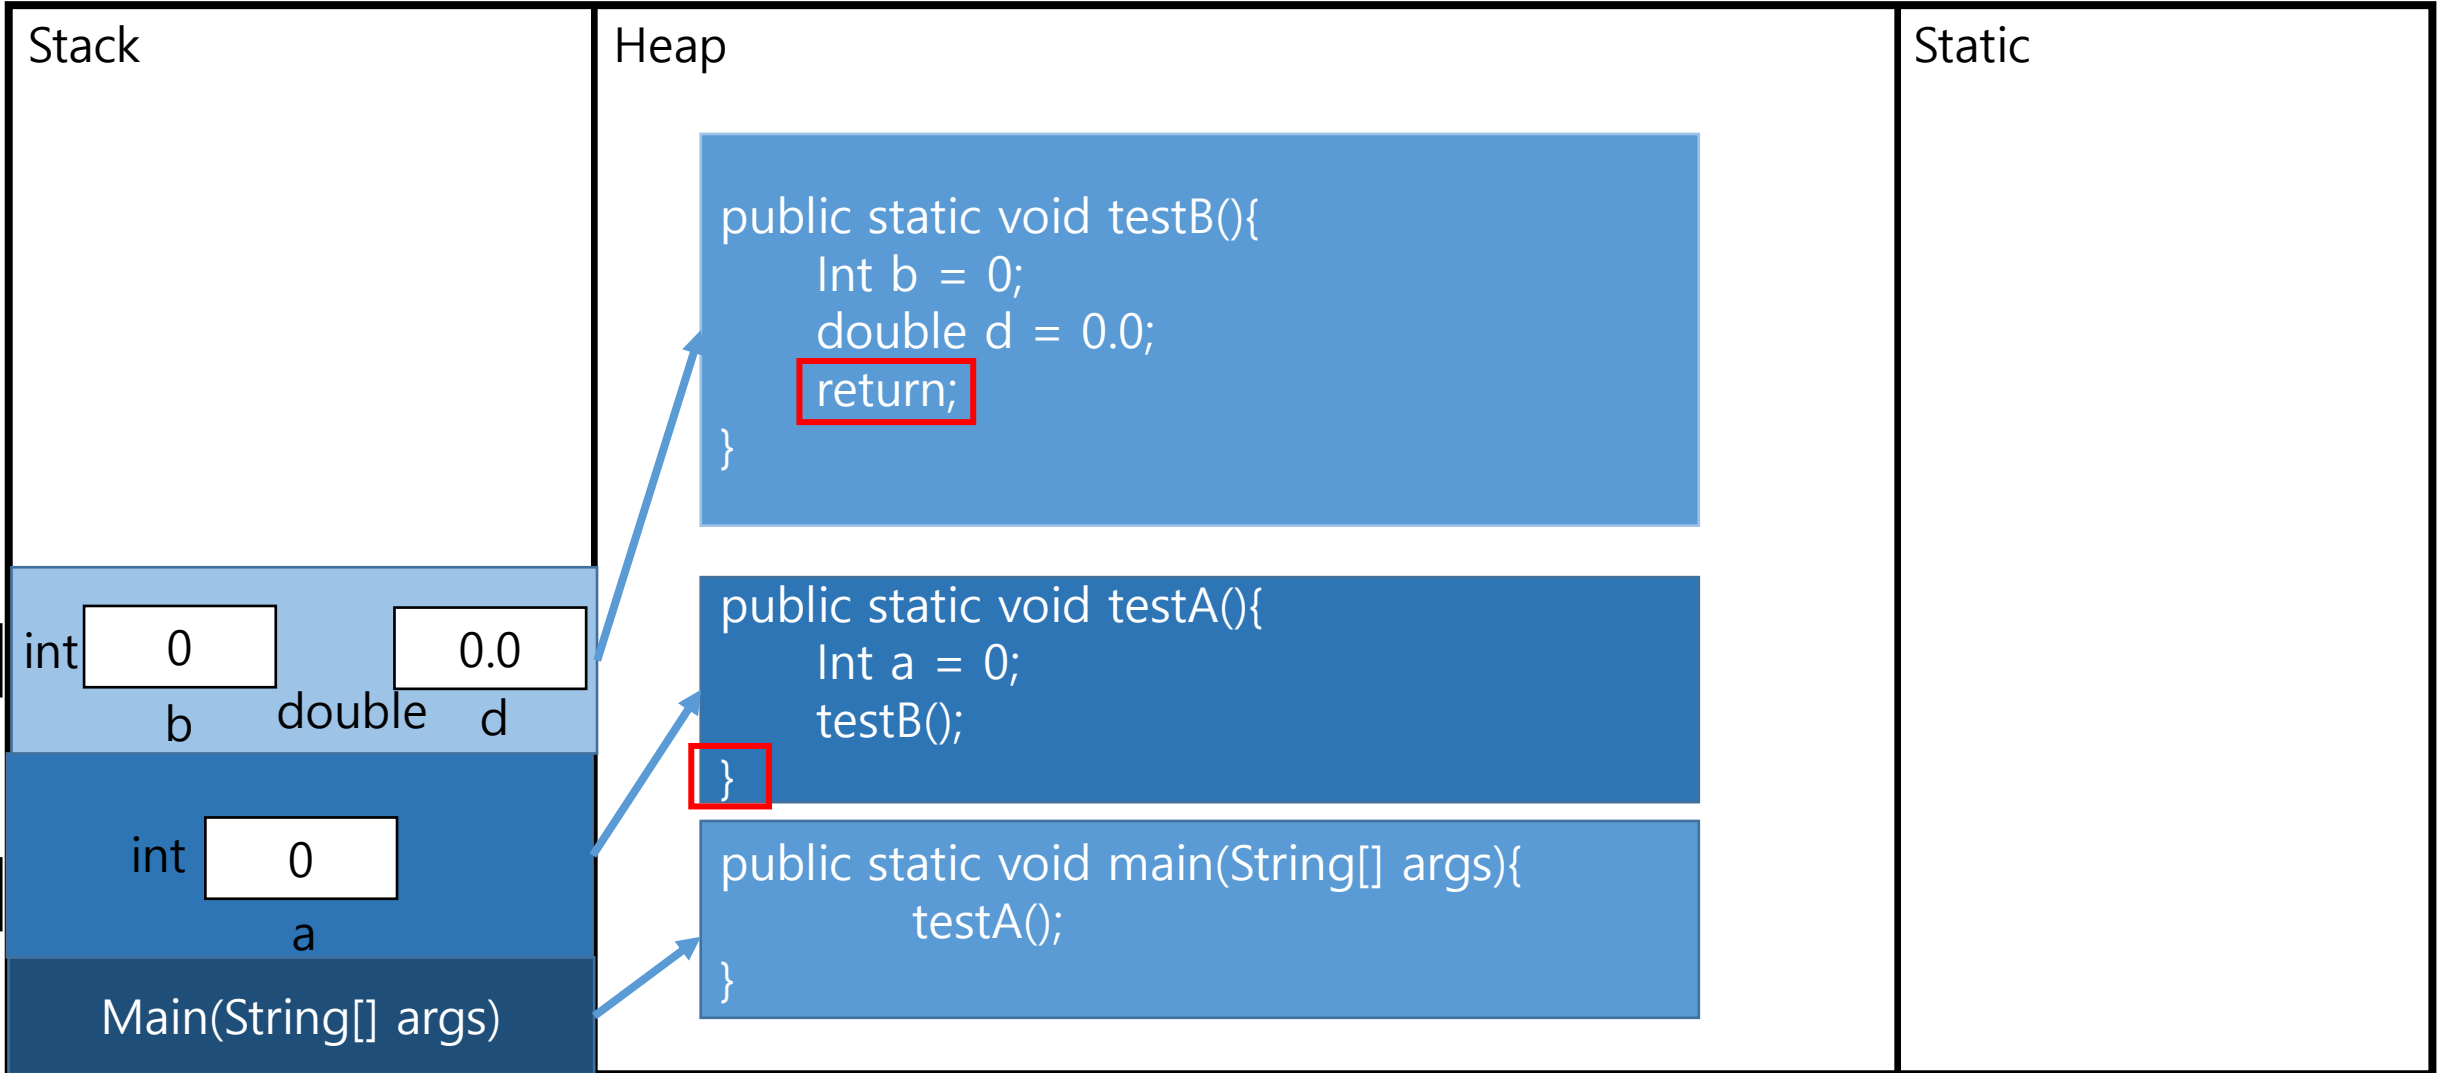 Stack
Heap
Static
public static void testB(){
Int b = 0;
double d = 0.0;
return;
}
int
0
b
double
0.0
d
public static void testA(){
Int a = 0;
testB();
}
int
0
a
public static void main(String[] args){
testA();
}
Main(String[] args)